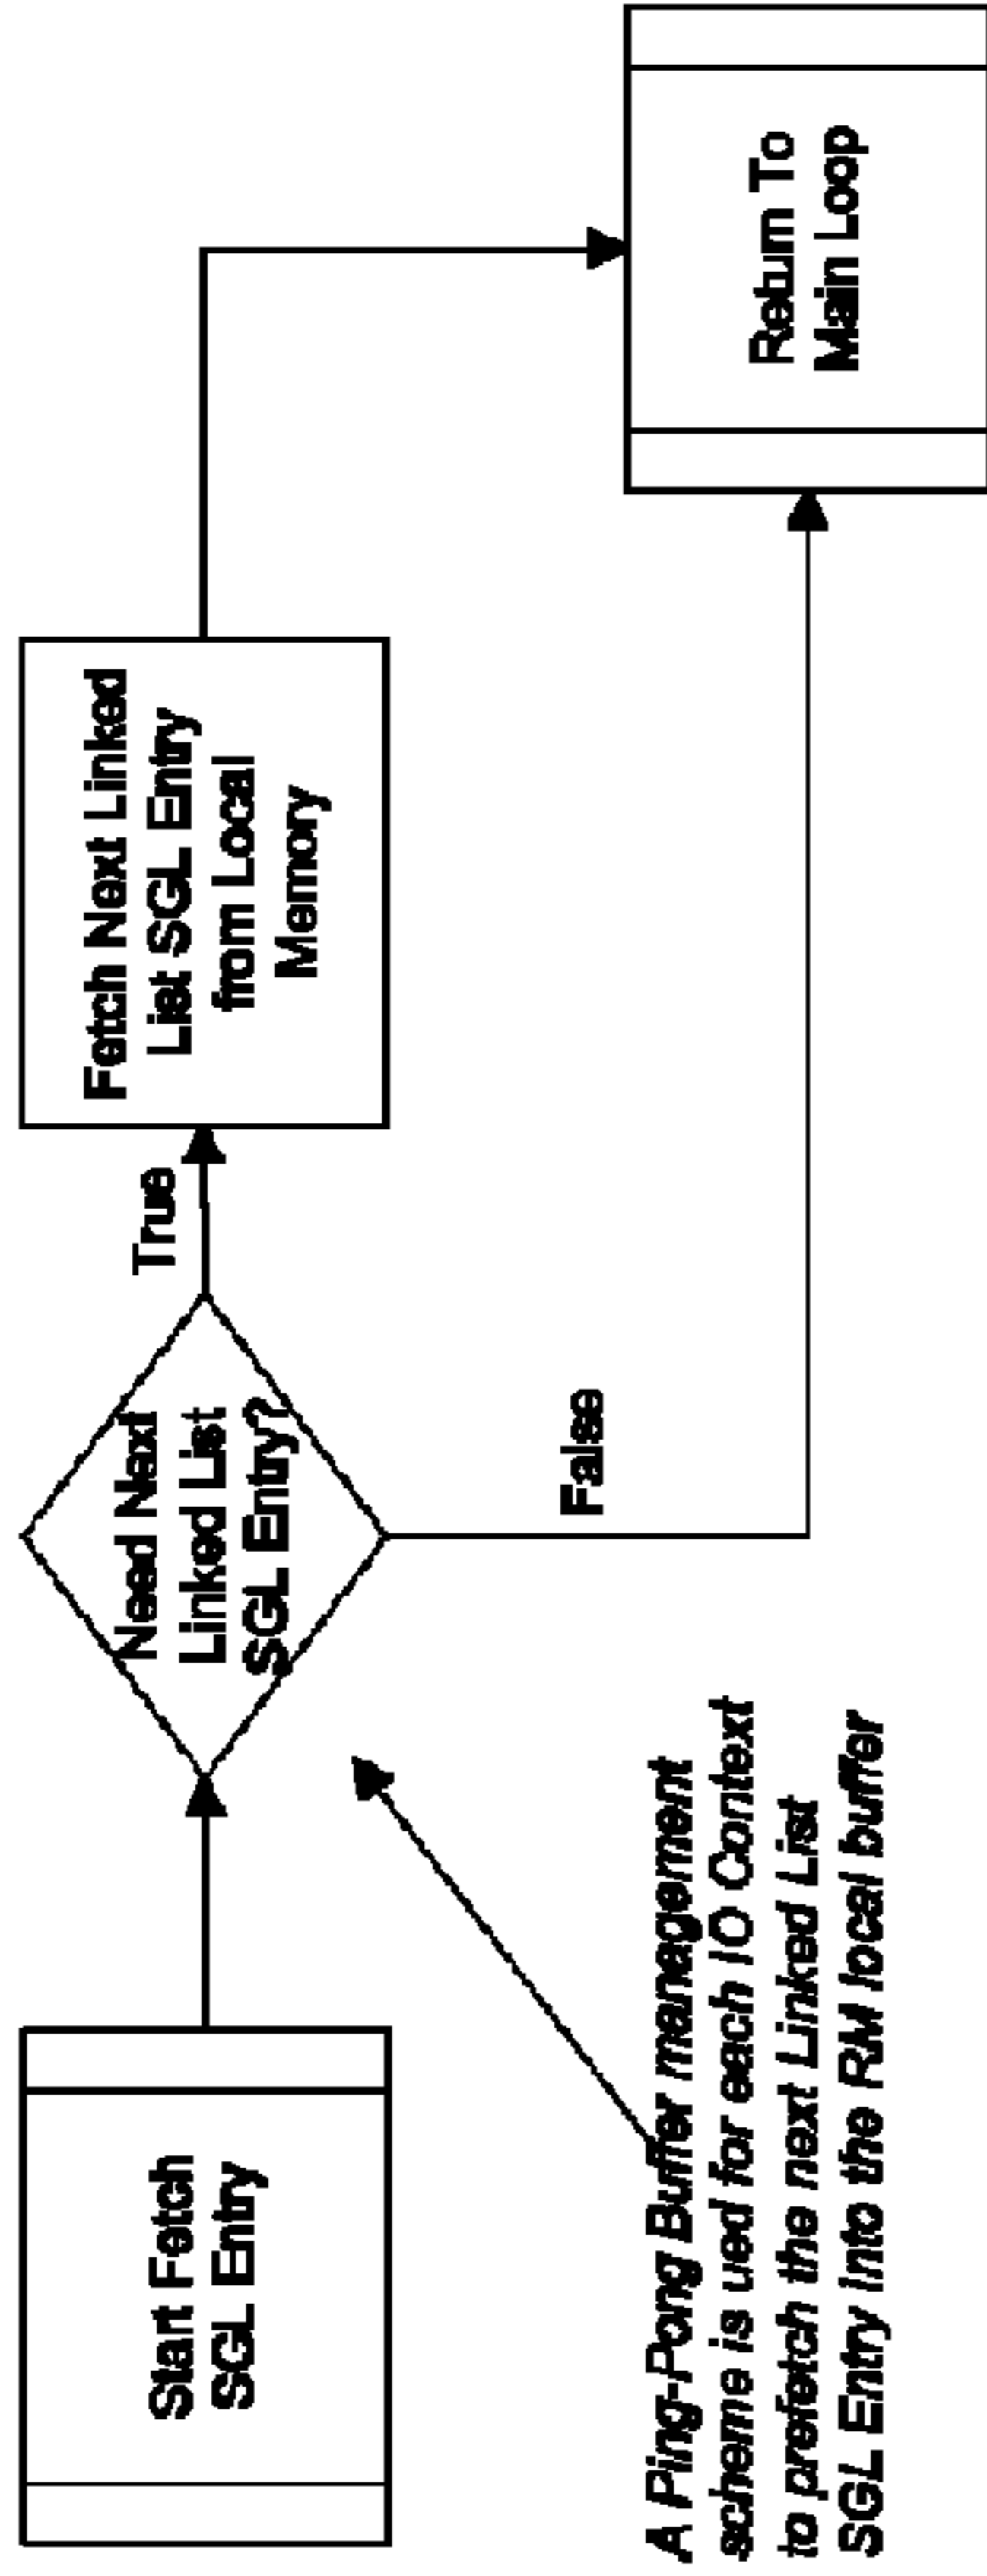 Start Fetch
SGL Entry
Need Next
Linked List
SGL Entry?
True
Fetch Next Linked
List SGL Entry
from Local
Memory
False
Return To
Main Loop
A Ping-Pong Buffer management
scheme is ued for each IO Context
to prefetch the next Linked List
SGL Entry into the RM local buffer